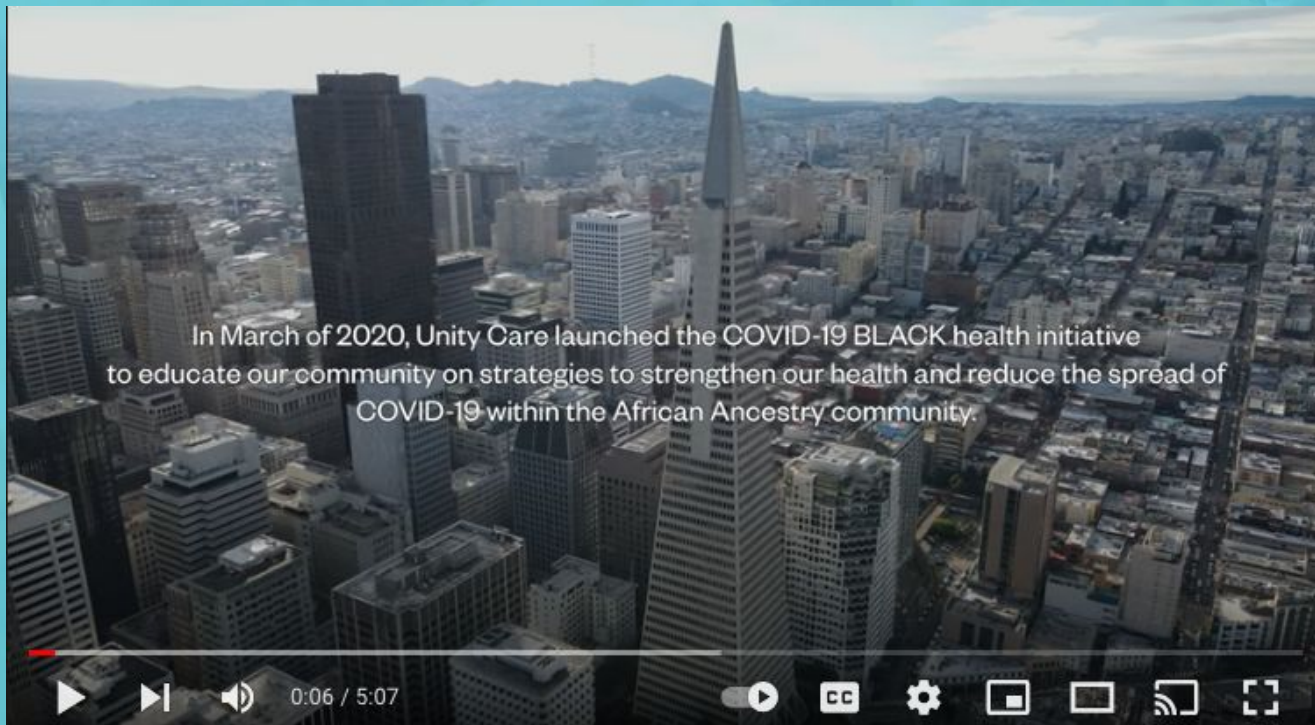 In March of 2020, Unity Care launched the COVID-19 BLACK health initiative
to educate our community on strategies to strengthen our health and reduce the spread of
COVID-19 within the African Ancestry community.
0:06 / 5:07
CC